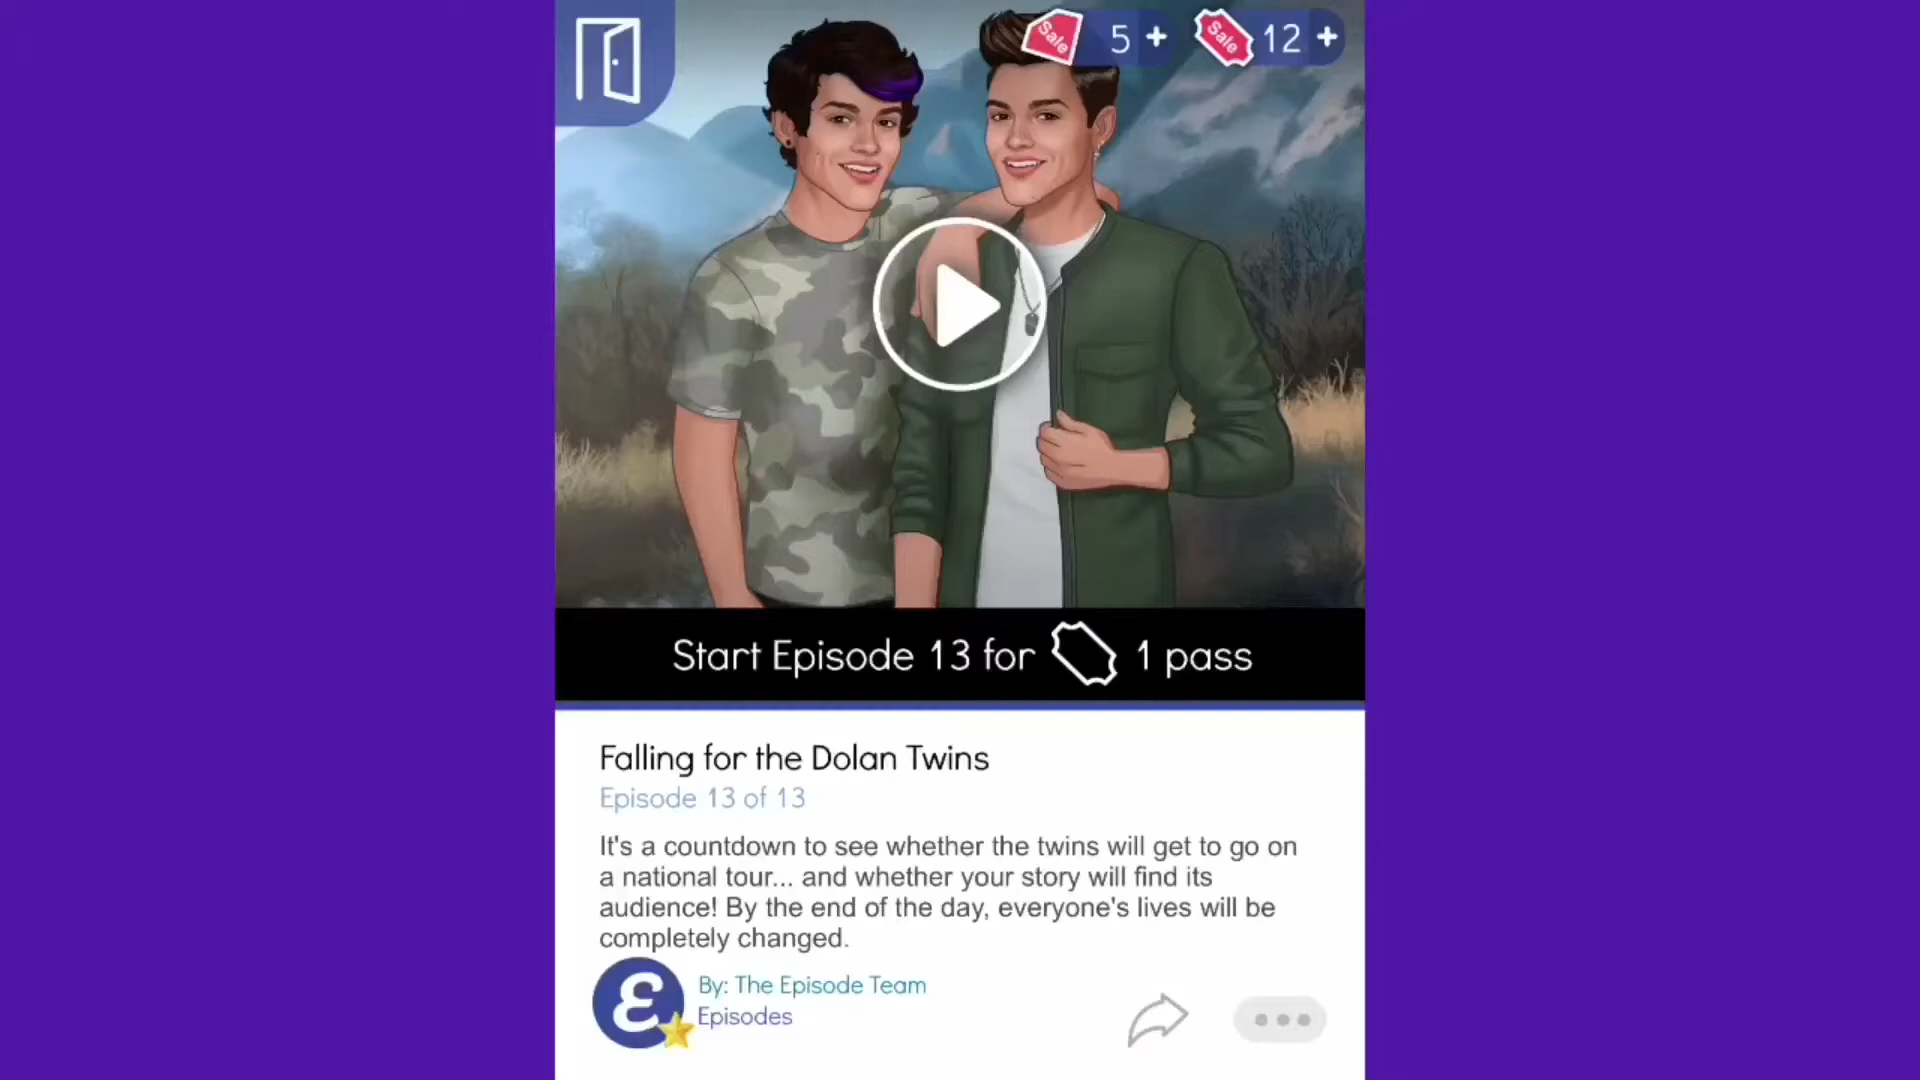 Sale 5 + Sale 12 +
Start Episode 13 for 1 pass
Falling for the Dolan Twins
Episode 13 of 13
It's a countdown to see whether the twins will get to go on
a national tour... and whether your story will find its
audience! By the end of the day, everyone's lives will be
completely changed.
By: The Episode Team
Episodes